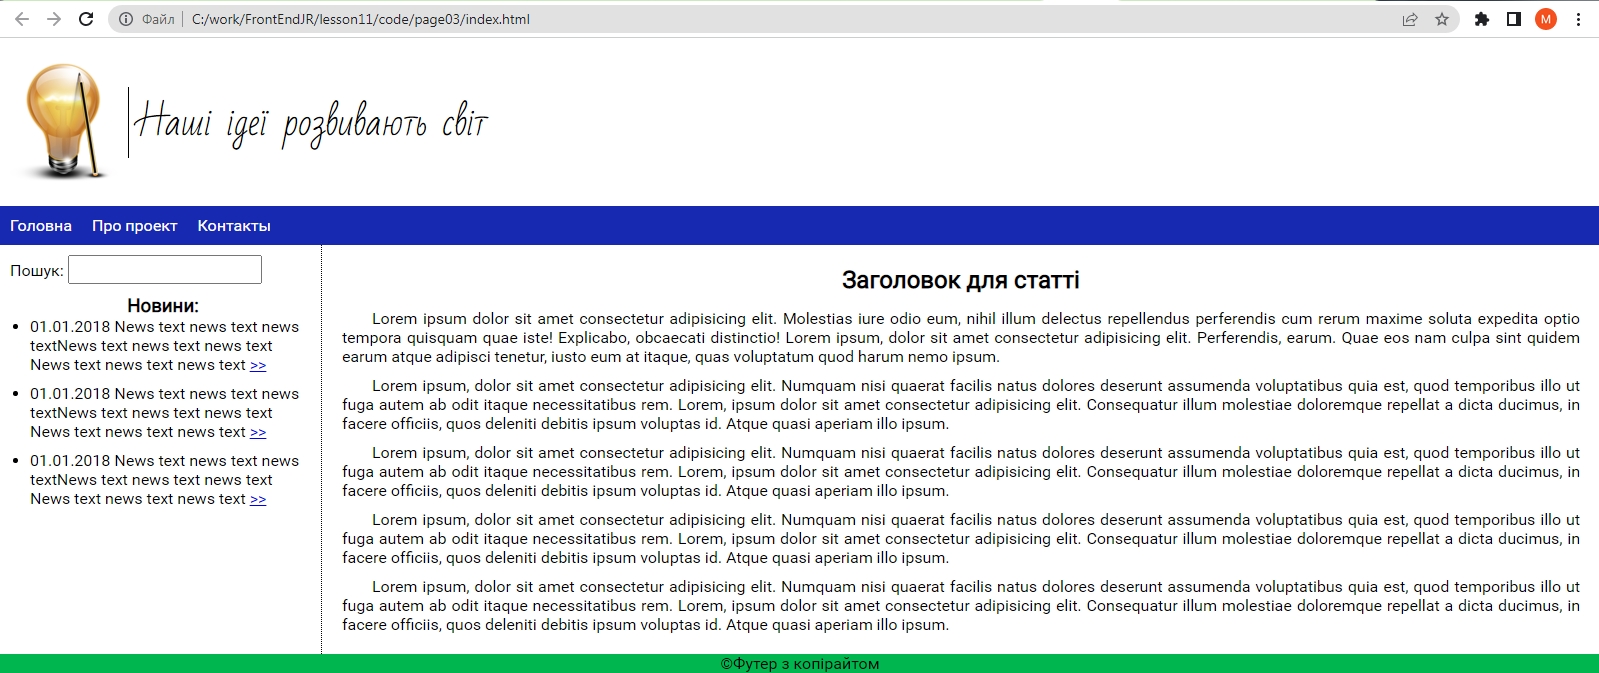 Файл | C:/work/FrontEndJR/lesson11/code/page03/index.html
M
Наші ідеї розвивають світ
Головна Про проект Контакты
Пошук:
Новини:
01.01.2018 News text news text news
textNews text news text news text
News text news text news text >>
01.01.2018 News text news text news
textNews text news text news text
News text news text news text >>
01.01.2018 News text news text news
textNews text news text news text
News text news text news text >>
Заголовок для статті
Lorem ipsum dolor sit amet consectetur adipisicing elit. Molestias iure odio eum, nihil illum delectus repellendus perferendis cum rerum maxime soluta expedita optio
tempora quisquam quae iste! Explicabo, obcaecati distinctio! Lorem ipsum, dolor sit amet consectetur adipisicing elit. Perferendis, earum. Quae eos nam culpa sint quidem
earum atque adipisci tenetur, iusto eum at itaque, quas voluptatum quod harum nemo ipsum.
Lorem ipsum, dolor sit amet consectetur adipisicing elit. Numquam nisi quaerat facilis natus dolores deserunt assumenda voluptatibus quia est, quod temporibus illo ut
fuga autem ab odit itaque necessitatibus rem. Lorem, ipsum dolor sit amet consectetur adipisicing elit. Consequatur illum molestiae doloremque repellat a dicta ducimus, in
facere officiis, quos deleniti debitis ipsum voluptas id. Atque quasi aperiam illo ipsum.
Lorem ipsum, dolor sit amet consectetur adipisicing elit. Numquam nisi quaerat facilis natus dolores deserunt assumenda voluptatibus quia est, quod temporibus illo ut
fuga autem ab odit itaque necessitatibus rem. Lorem, ipsum dolor sit amet consectetur adipisicing elit. Consequatur illum molestiae doloremque repellat a dicta ducimus, in
facere officiis, quos deleniti debitis ipsum voluptas id. Atque quasi aperiam illo ipsum.
Lorem ipsum, dolor sit amet consectetur adipisicing elit. Numquam nisi quaerat facilis natus dolores deserunt assumenda voluptatibus quia est, quod temporibus illo ut
fuga autem ab odit itaque necessitatibus rem. Lorem, ipsum dolor sit amet consectetur adipisicing elit. Consequatur illum molestiae doloremque repellat a dicta ducimus, in
facere officiis, quos deleniti debitis ipsum voluptas id. Atque quasi aperiam illo ipsum.
Lorem ipsum, dolor sit amet consectetur adipisicing elit. Numquam nisi quaerat facilis natus dolores deserunt assumenda voluptatibus quia est, quod temporibus illo ut
fuga autem ab odit itaque necessitatibus rem. Lorem, ipsum dolor sit amet consectetur adipisicing elit. Consequatur illum molestiae doloremque repellat a dicta ducimus, in
facere officiis, quos deleniti debitis ipsum voluptas id. Atque quasi aperiam illo ipsum.
©Футер з копірайтом